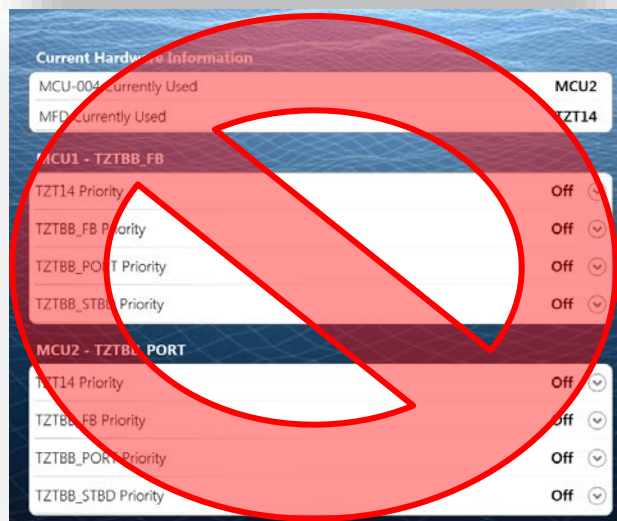 Current Hardware Information
MCU-004 Currently Used MCU2
MFD Currently Used TZT14
MCU1 - TZTBB_FB
TZT14 Priority Off
TZTBB_FB Priority Off
TZTBB_PORT Priority Off
TZTBB_STBD Priority Off
MCU2 - TZTBB_PORT
TZT14 Priority Off
TZTBB_FB Priority Off
TZTBB_PORT Priority Off
TZTBB_STBD Priority Off